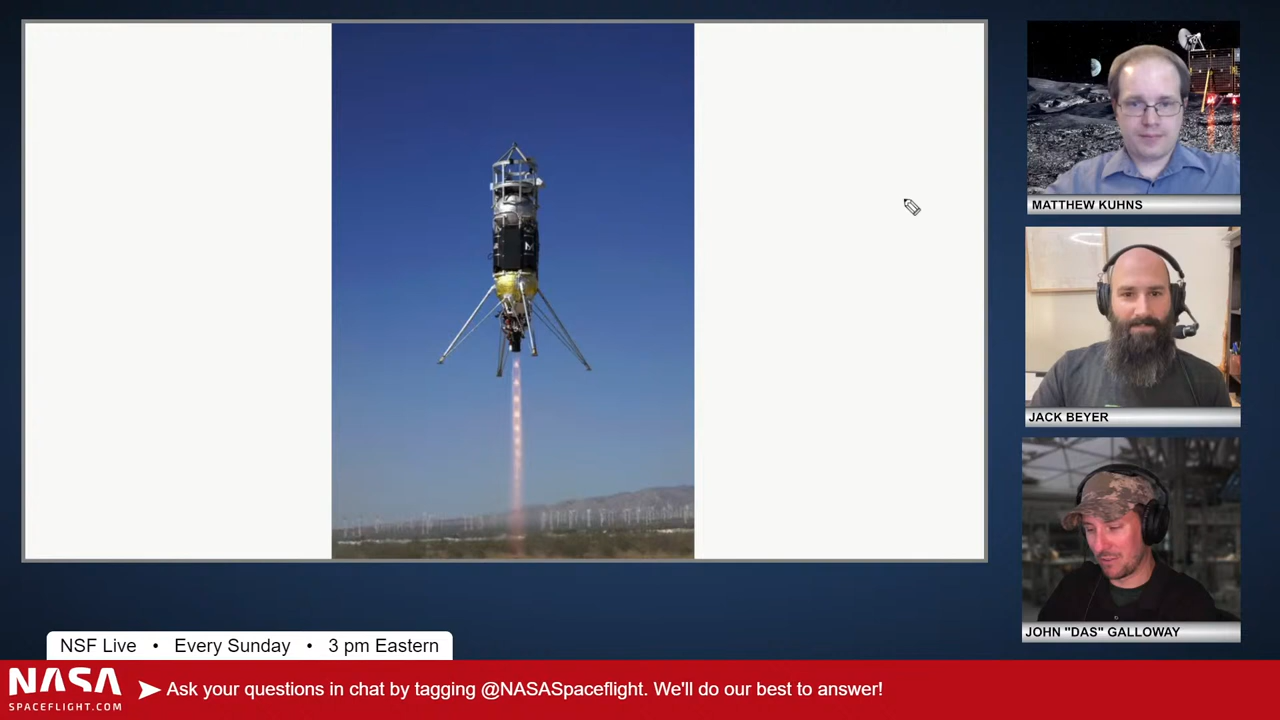 MATTHEW KUHNS
JACK BEYER
JOHN "DAS" GALLOWAY
NSF Live • Every Sunday • 3 pm Eastern
NASA
SPACEFLIGHT.COM
Ask your questions in chat by tagging @NASASpaceflight. We'll do our best to answer!